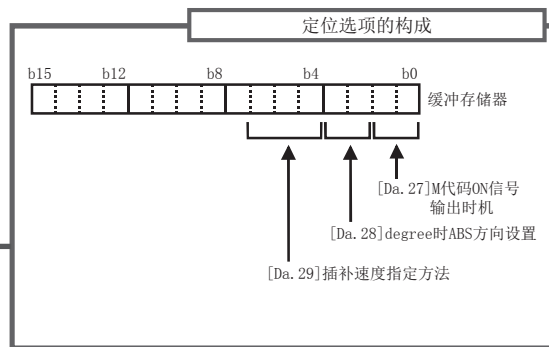 定位选项的构成
b15 b12 b8 b4 b0
缓冲存储器
[Da.27]M代码ON信号
输出时机
[Da.28]degree时ABS方向设置
[Da.29]插补速度指定方法